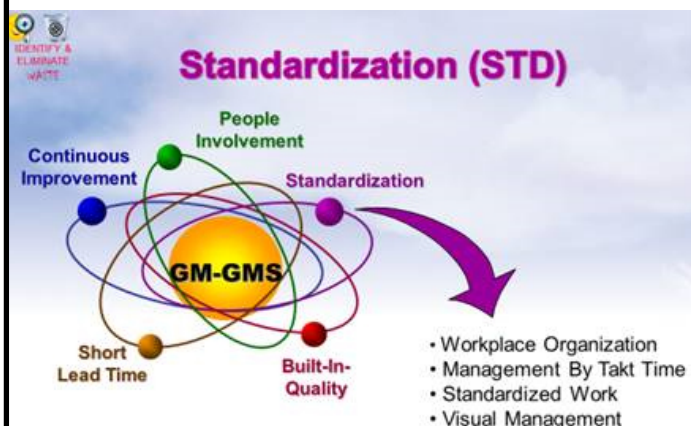 IDENTIFY &
ELIMINATE
WASTE
Standardization (STD)
People
Involvement
Continuous
Improvement
Standardization
GM-GMS
Short
Lead Time
Built-In-
Quality
• Workplace Organization
• Management By Takt Time
• Standardized Work
• Visual Management